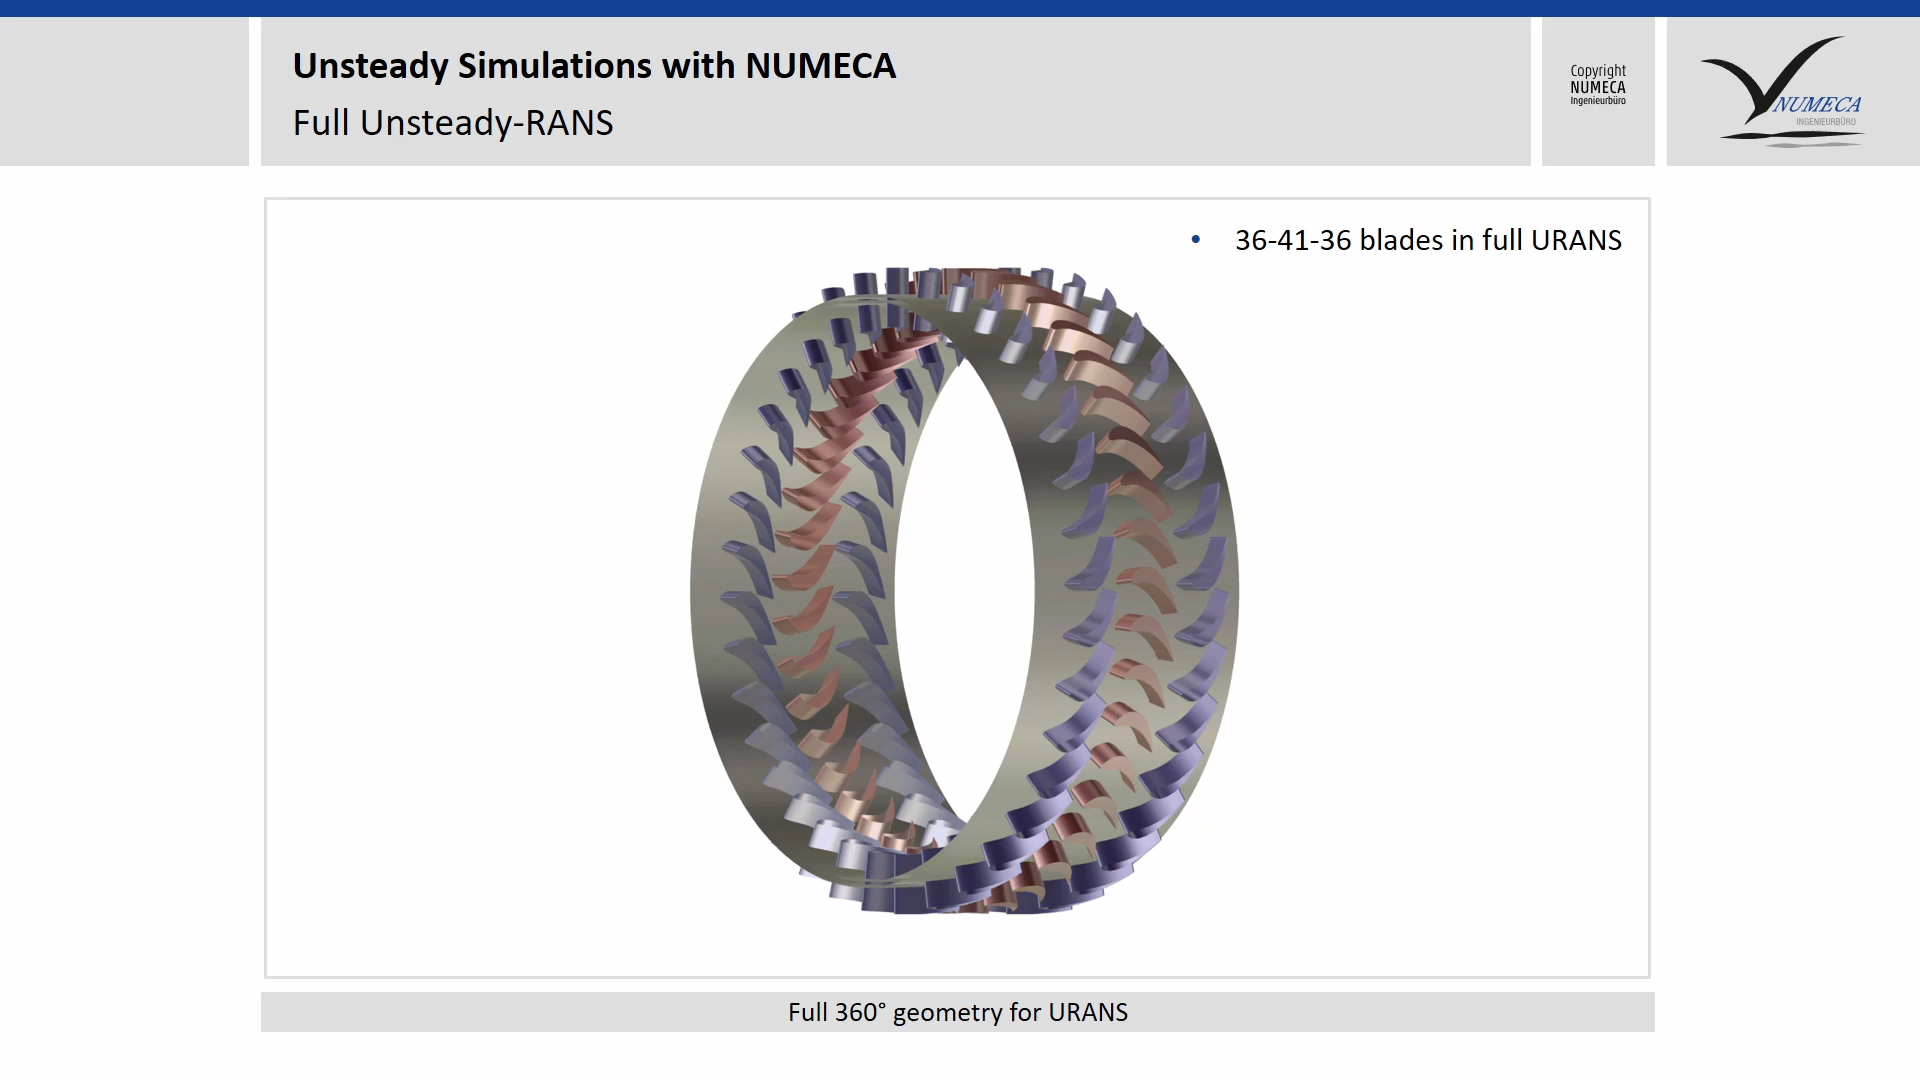 Unsteady Simulations with NUMECA
Full Unsteady-RANS
Copyright
NUMECA
Ingenieurbüro
NUMECA
INGENIEURBÜRO
• 36-41-36 blades in full URANS
Full 360° geometry for URANS